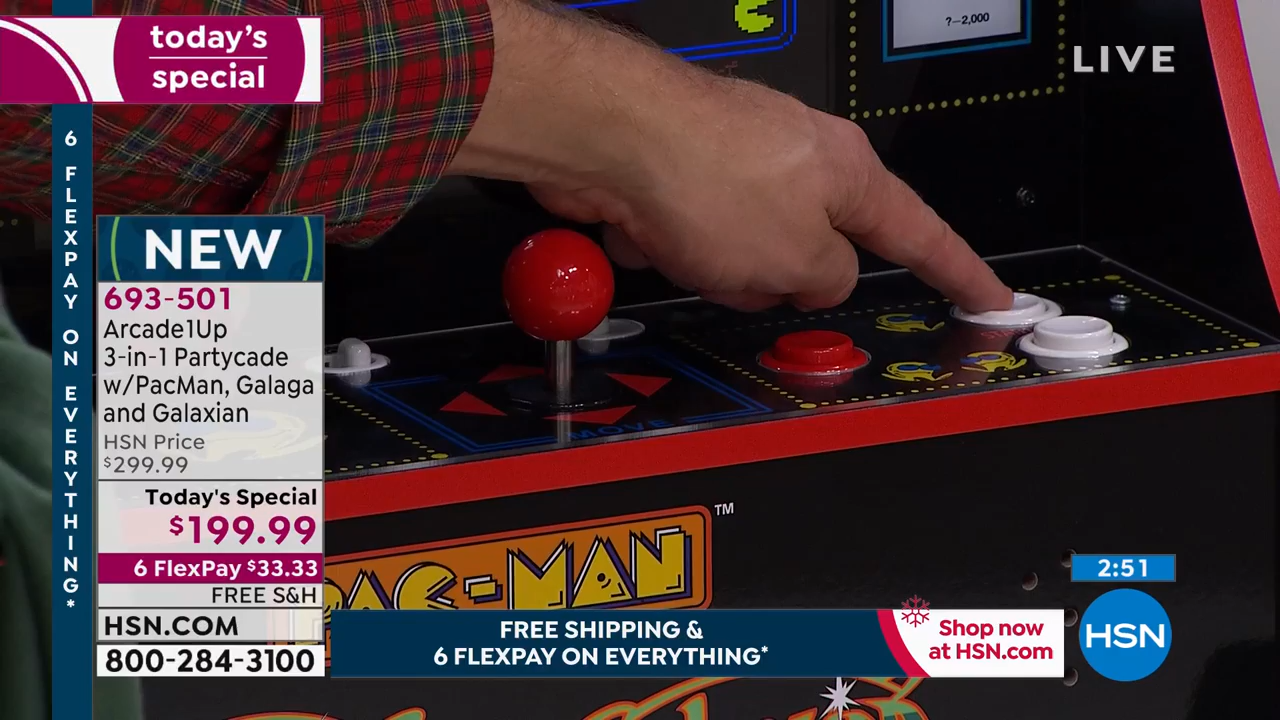 today's
special
6 FLEXPAY ON EVERYTHING*
NEW
693-501
Arcade1Up
3-in-1 Partycade
w/PacMan, Galaga
and Galaxian
HSN Price
$299.99
Today's Special
$199.99
6 FlexPay $33.33
FREE S&H
HSN.COM
800-284-3100
?–2,000
LIVE
MOVE
PAC-MAN TM
2:51
FREE SHIPPING &
6 FLEXPAY ON EVERYTHING*
Shop now
at HSN.com
HSN